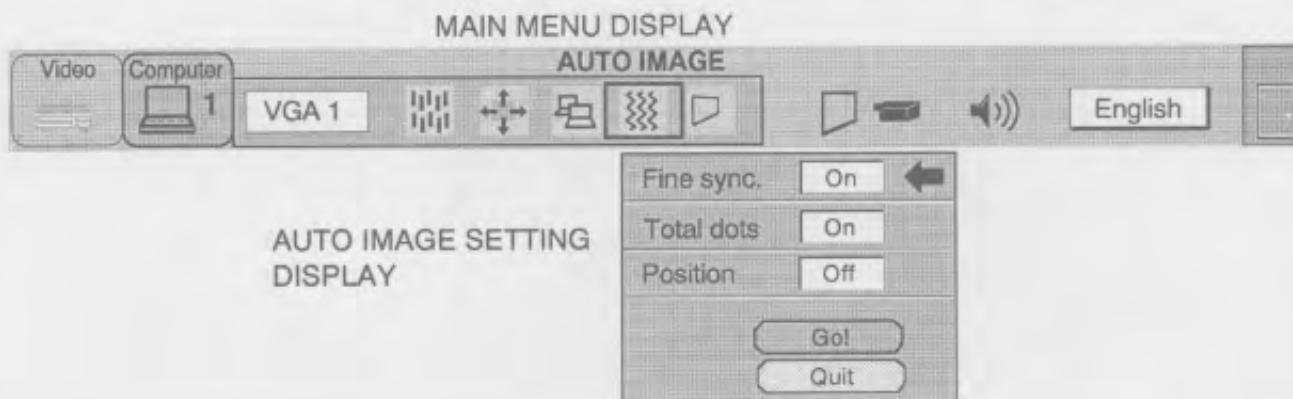 MAIN MENU DISPLAY
AUTO IMAGE
Video
Computer
1
VGA 1
English
Fine sync. On
Total dots On
Position Off
Go!
Quit
AUTO IMAGE SETTING
DISPLAY